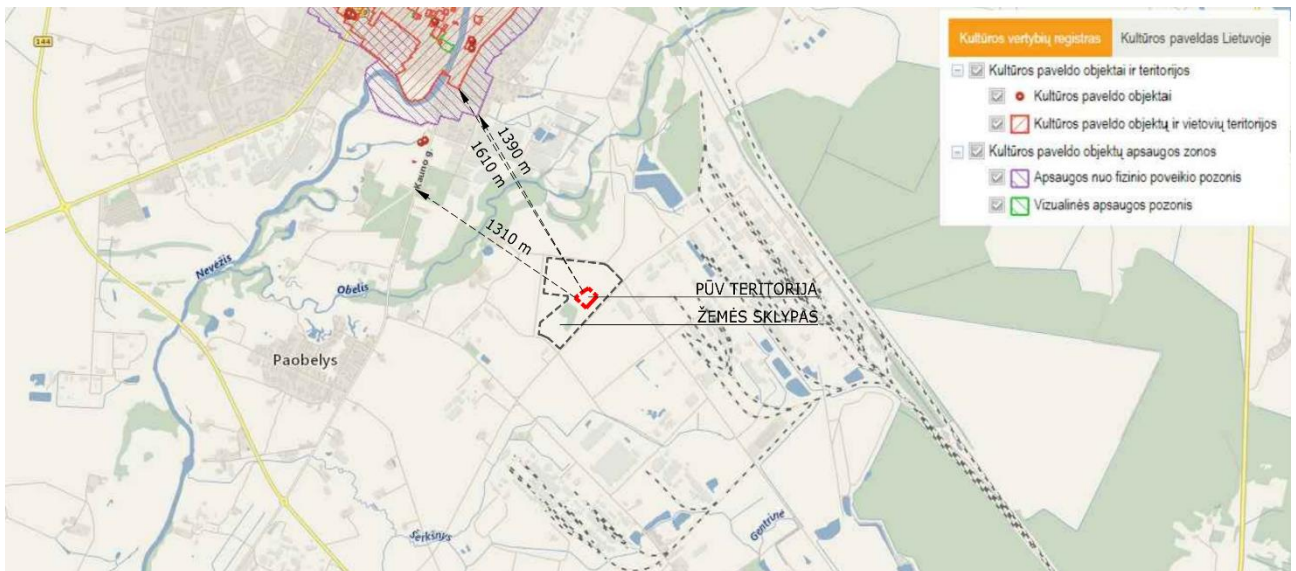 144
Kultūros vertybių registras
Kultūros paveldas Lietuvoje
Kultūros paveldo objektai ir teritorijos
Kultūros paveldo objektai
Kultūros paveldo objektų ir vietovių teritorijos
Kultūros paveldo objektų apsaugos zonos
Apsaugos nuo fizinio poveikio pozonis
Vizualinės apsaugos pozonis
1390 m
1610 m
Kauno g.
1310 m
Nevėžis
Obelis
PŪV TERITORIJA
ŽEMĖS SKLYPAS
Paobelys
Šerkšnys
Gentrinė